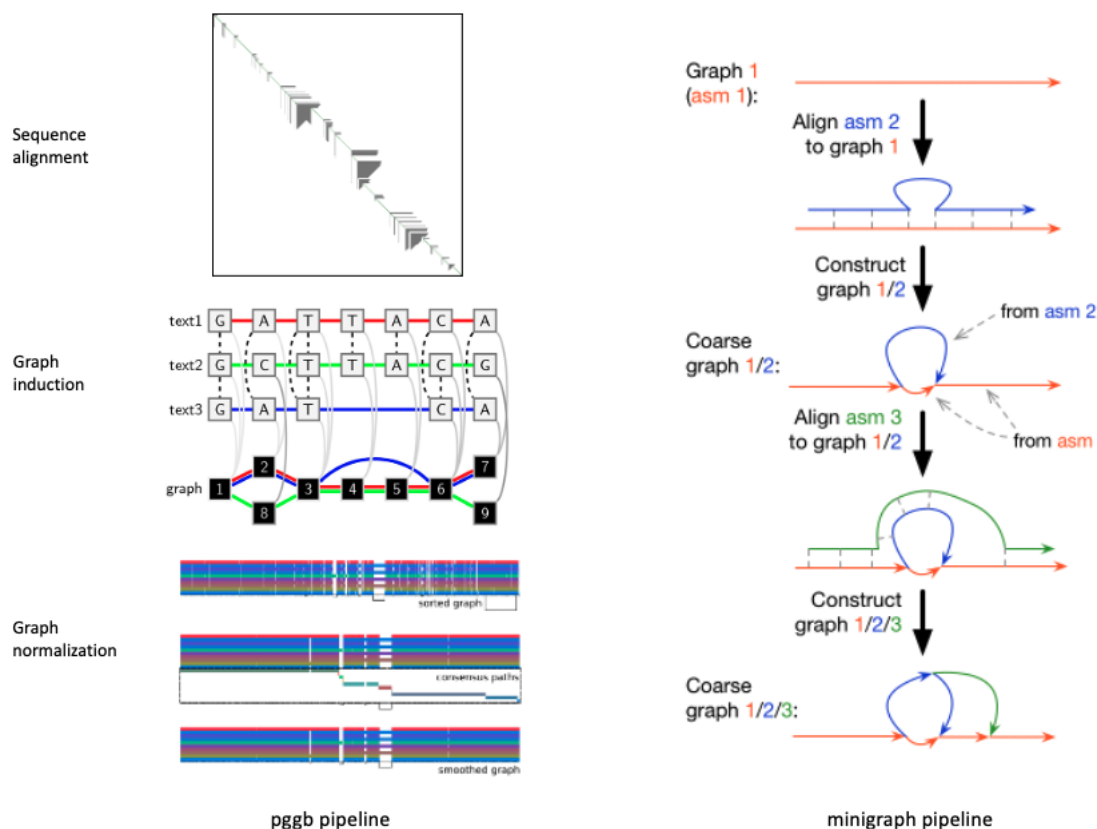 Sequence
alignment
Graph
induction
text1 G A T T A C A
text2 G C T T A C G
text3 G A T C A
graph 1 2 3 4 5 6 7
8 9
sorted graph
Graph
normalization
consensus paths
smoothed graph
pggb pipeline
Graph 1
(asm 1):
Align asm 2
to graph 1
Construct
graph 1/2
from asm 2
Coarse
graph 1/2:
Align asm 3
to graph 1/2
from asm
Construct
graph 1/2/3
Coarse
graph 1/2/3:
minigraph pipeline